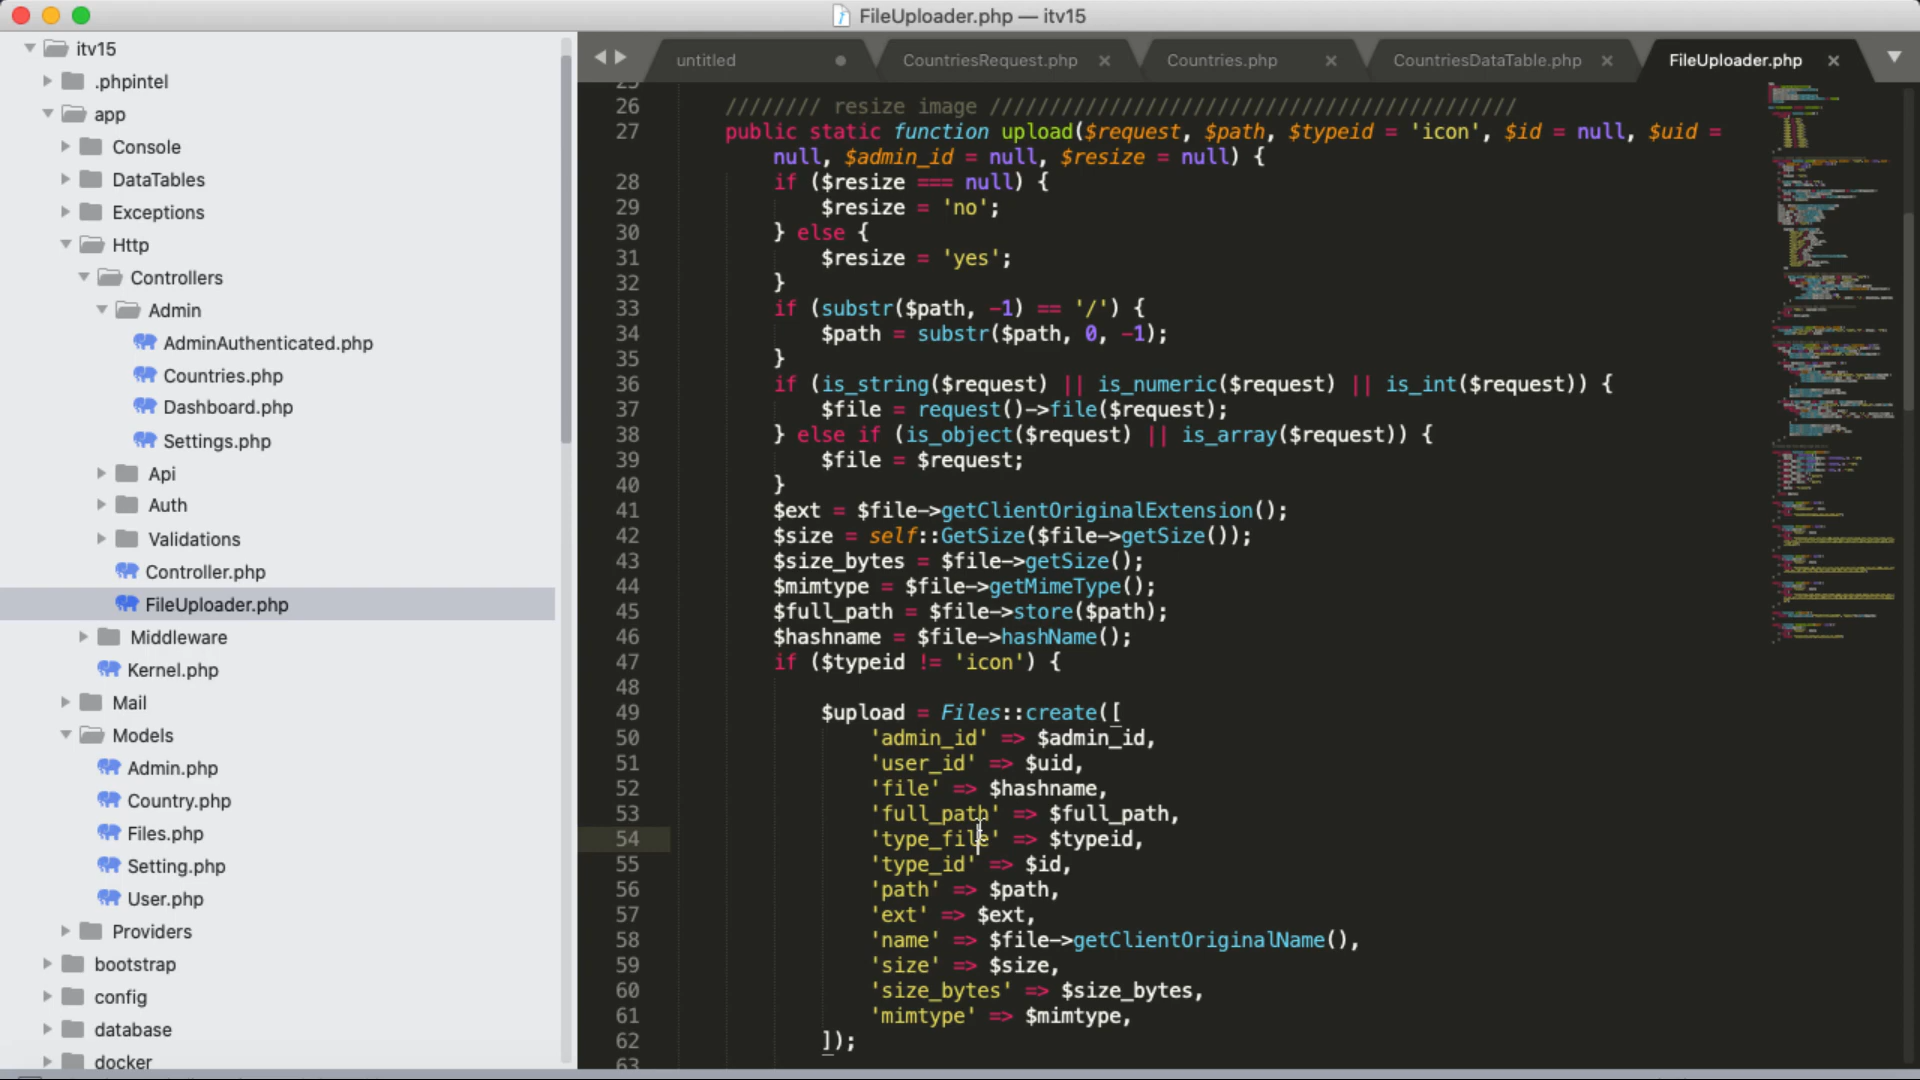 FileUploader.php — itv15
itv15
.phpintel
app
Console
DataTables
Exceptions
Http
Controllers
Admin
AdminAuthenticated.php
Countries.php
Dashboard.php
Settings.php
Api
Auth
Validations
Controller.php
FileUploader.php
Middleware
Kernel.php
Mail
Models
Admin.php
Country.php
Files.php
Setting.php
User.php
Providers
bootstrap
config
database
docker
untitled
CountriesRequest.php
Countries.php
CountriesDataTable.php
FileUploader.php
25
26 //////// resize image ////////////////////////////////////////////
27 public static function upload($request, $path, $typeid = 'icon', $id = null, $uid =
null, $admin_id = null, $resize = null) {
28 if ($resize === null) {
29 $resize = 'no';
30 } else {
31 $resize = 'yes';
32 }
33 if (substr($path, -1) == '/') {
34 $path = substr($path, 0, -1);
35 }
36 if (is_string($request) || is_numeric($request) || is_int($request)) {
37 $file = request()->file($request);
38 } else if (is_object($request) || is_array($request)) {
39 $file = $request;
40 }
41 $ext = $file->getClientOriginalExtension();
42 $size = self::GetSize($file->getSize());
43 $size_bytes = $file->getSize();
44 $mimtype = $file->getMimeType();
45 $full_path = $file->store($path);
46 $hashname = $file->hashName();
47 if ($typeid != 'icon') {
48
49 $upload = Files::create([
50 'admin_id' => $admin_id,
51 'user_id' => $uid,
52 'file' => $hashname,
53 'full_path' => $full_path,
54 'type_file' => $typeid,
55 'type_id' => $id,
56 'path' => $path,
57 'ext' => $ext,
58 'name' => $file->getClientOriginalName(),
59 'size' => $size,
60 'size_bytes' => $size_bytes,
61 'mimtype' => $mimtype,
62 ]);
63